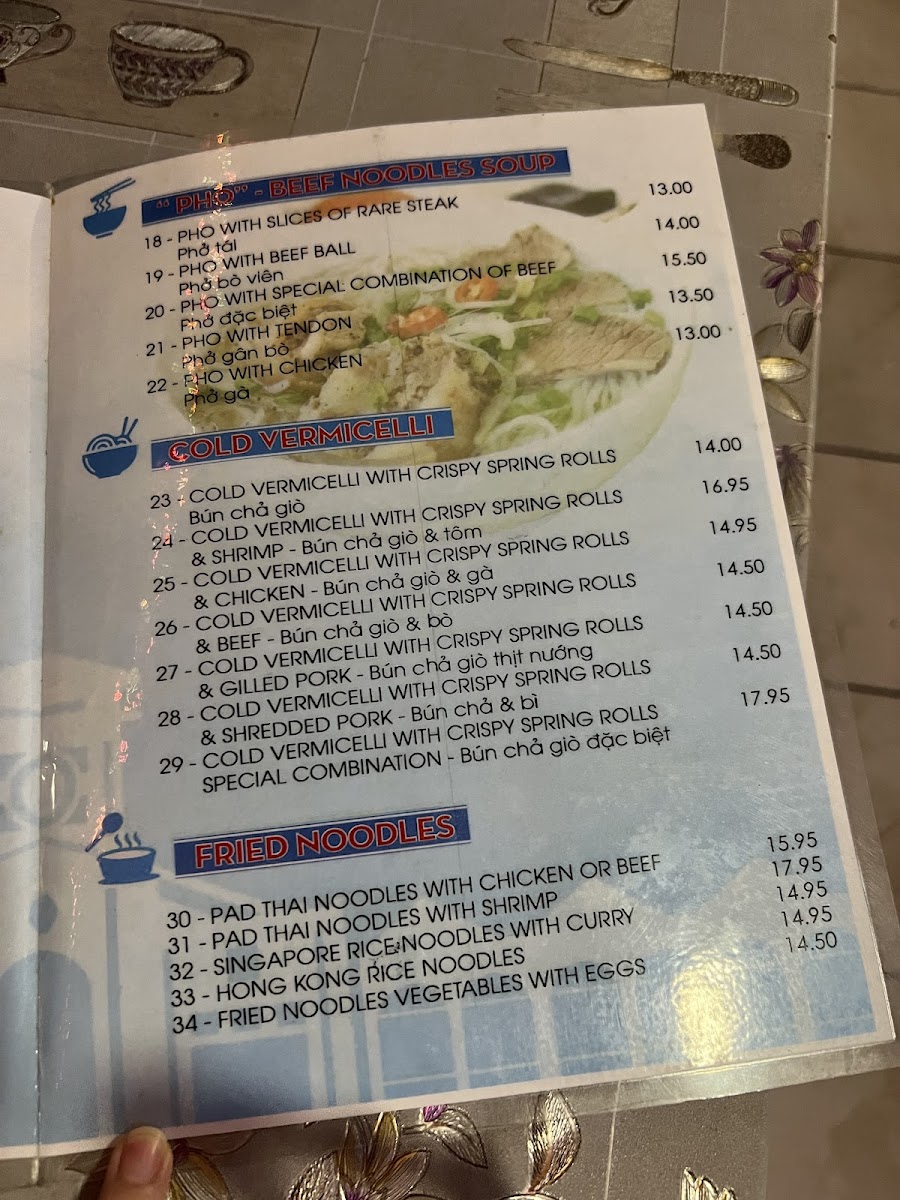 “PHỞ” - BEEF NOODLES SOUP
18 - PHO WITH SLICES OF RARE STEAK 13.00
Phở tái
19 - PHO WITH BEEF BALL 14.00
Phở bò viên
20 - PHO WITH SPECIAL COMBINATION OF BEEF 15.50
Phở đặc biệt
21 - PHO WITH TENDON 13.50
Phở gân bò
22 - PHO WITH CHICKEN 13.00
Phở gà
COLD VERMICELLI
23 - COLD VERMICELLI WITH CRISPY SPRING ROLLS 14.00
Bún chả giò
24 - COLD VERMICELLI WITH CRISPY SPRING ROLLS 16.95
& SHRIMP - Bún chả giò & tôm
25 - COLD VERMICELLI WITH CRISPY SPRING ROLLS 14.95
& CHICKEN - Bún chả giò & gà
26 - COLD VERMICELLI WITH CRISPY SPRING ROLLS 14.50
& BEEF - Bún chả giò & bò
27 - COLD VERMICELLI WITH CRISPY SPRING ROLLS 14.50
& GILLED PORK - Bún chả giò thịt nướng
28 - COLD VERMICELLI WITH CRISPY SPRING ROLLS 14.50
& SHREDDED PORK - Bún chả & bì
29 - COLD VERMICELLI WITH CRISPY SPRING ROLLS 17.95
SPECIAL COMBINATION - Bún chả giò đặc biệt
FRIED NOODLES
30 - PAD THAI NOODLES WITH CHICKEN OR BEEF 15.95
31 - PAD THAI NOODLES WITH SHRIMP 17.95
32 - SINGAPORE RICE NOODLES WITH CURRY 14.95
33 - HONG KONG RICE NOODLES 14.95
34 - FRIED NOODLES VEGETABLES WITH EGGS 14.50